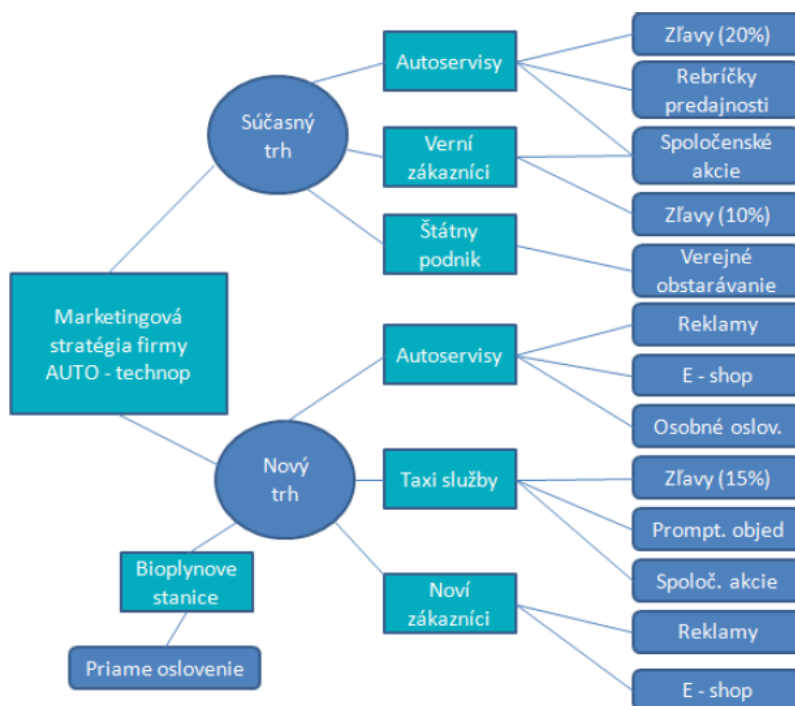 Marketingová
stratégia firmy
AUTO - technop
Súčasný
trh
Autoservisy
Zľavy (20%)
Rebríčky
predajnosti
Spoločenské
akcie
Verní
zákazníci
Zľavy (10%)
Štátny
podnik
Verejné
obstarávanie
Nový
trh
Autoservisy
Reklamy
E - shop
Osobné oslov.
Taxi služby
Zľavy (15%)
Prompt. objed
Spoloč. akcie
Noví
zákazníci
Reklamy
E - shop
Bioplynove
stanice
Priame oslovenie